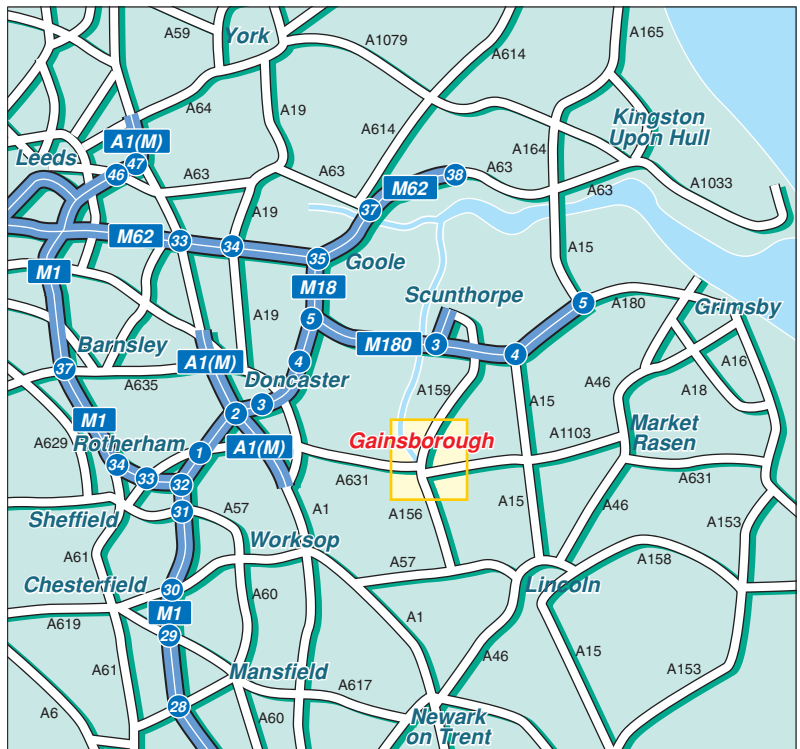 A59
York
A1079
A614
A165
A64
A19
A614
A1(M)
Kingston
Upon Hull
A164
Leeds
47
46
A63
A63
38
A63
A63
A1033
M62
37
A19
M62
33
34
35
Goole
A15
M1
M18
Scunthorpe
5
A180
Grimsby
A19
5
Barnsley
M180
3
4
A1(M)
4
A16
37
A635
Doncaster
A159
A46
A18
2
3
A15
M1
Market
Rasen
A629
Rotherham
A1(M)
Gainsborough
A1103
1
34
33
32
A631
A631
Sheffield
31
A57
A1
A156
A15
A46
A153
Worksop
A61
A57
A158
Chesterfield
30
Lincoln
A60
M1
A619
29
A1
A46
A15
A61
Mansfield
A153
A617
28
A6
A60
Newark
on Trent